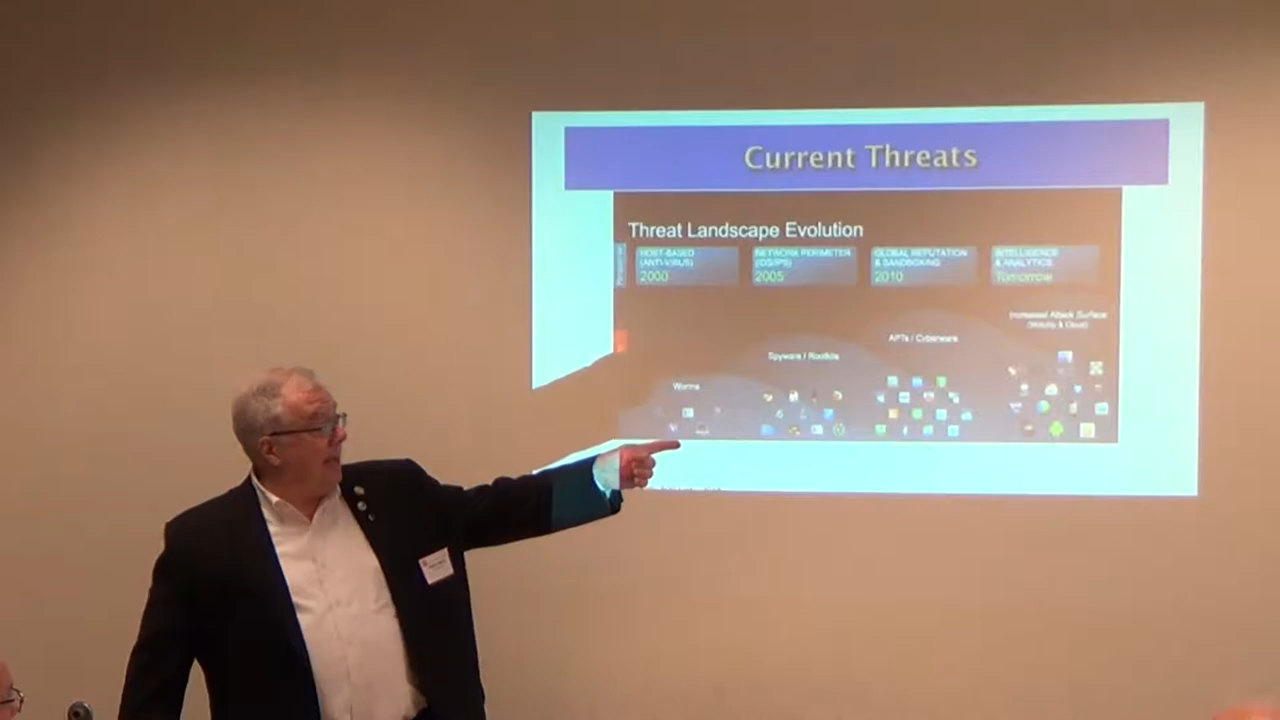 Current Threats
Threat Landscape Evolution
HOST-BASED
(ANTI-VIRUS)
2000
NETWORK PERIMETER
(IDS/IPS)
2005
GLOBAL REPUTATION
& SANDBOXING
2010
INTELLIGENCE
& ANALYTICS
Tomorrow
Increased Attack Surface
(Mobility & Cloud)
APTs / Cyberware
Spyware / Rootkits
Worms